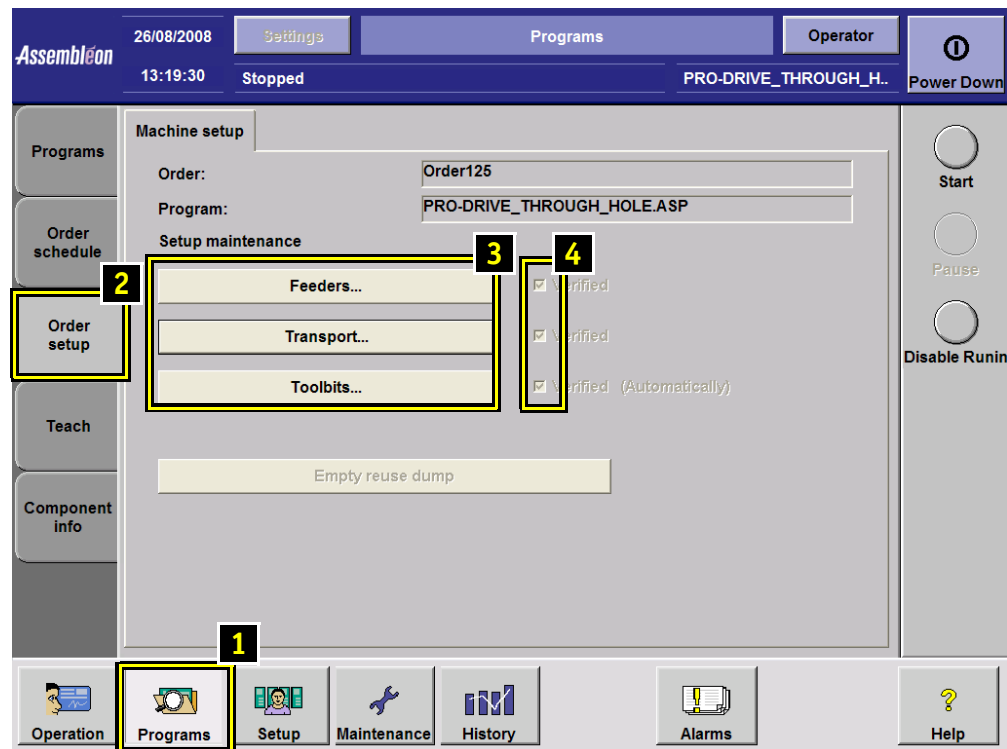 Assembléon
26/08/2008
Settings
Programs
Operator
13:19:30
Stopped
PRO-DRIVE_THROUGH_H..
Power Down
Programs
Order schedule
2
Order setup
Teach
Component info
Machine setup
Order:
Order125
Program:
PRO-DRIVE_THROUGH_HOLE.ASP
Setup maintenance
3
4
Feeders...
Verified
Transport...
Verified
Toolbits...
Verified (Automatically)
Empty reuse dump
Start
Pause
Disable Runin
1
Operation
Programs
Setup
Maintenance
History
Alarms
Help